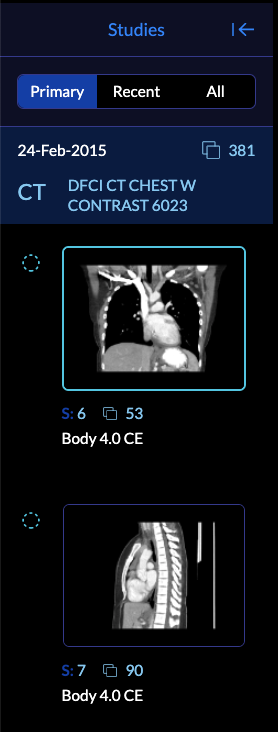 Studies
Primary Recent All
24-Feb-2015 381
CT DFCI CT CHEST W
CONTRAST 6023
S: 6 53
Body 4.0 CE
S: 7 90
Body 4.0 CE